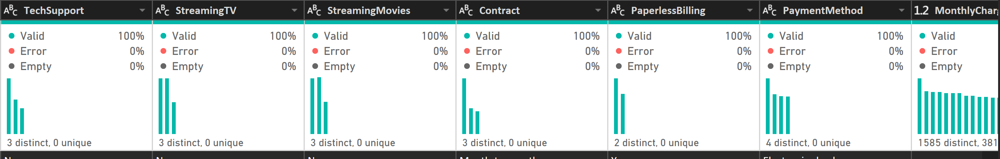 ABC TechSupport ABC StreamingTV ABC StreamingMovies ABC Contract ABC PaperlessBilling ABC PaymentMethod 1.2
Valid 100% Valid 100% Valid 100% Valid 100% Valid 100% Valid 100% Valid
Error 0% Error 0% Error 0% Error 0% Error 0% Error 0% Error
Empty 0% Empty 0% Empty 0% Empty 0% Empty 0% Empty 0% Empty
3 distinct, 0 unique 3 distinct, 0 unique 3 distinct, 0 unique 3 distinct, 0 unique 2 distinct, 0 unique 4 distinct, 0 unique 1585 distinct, 381